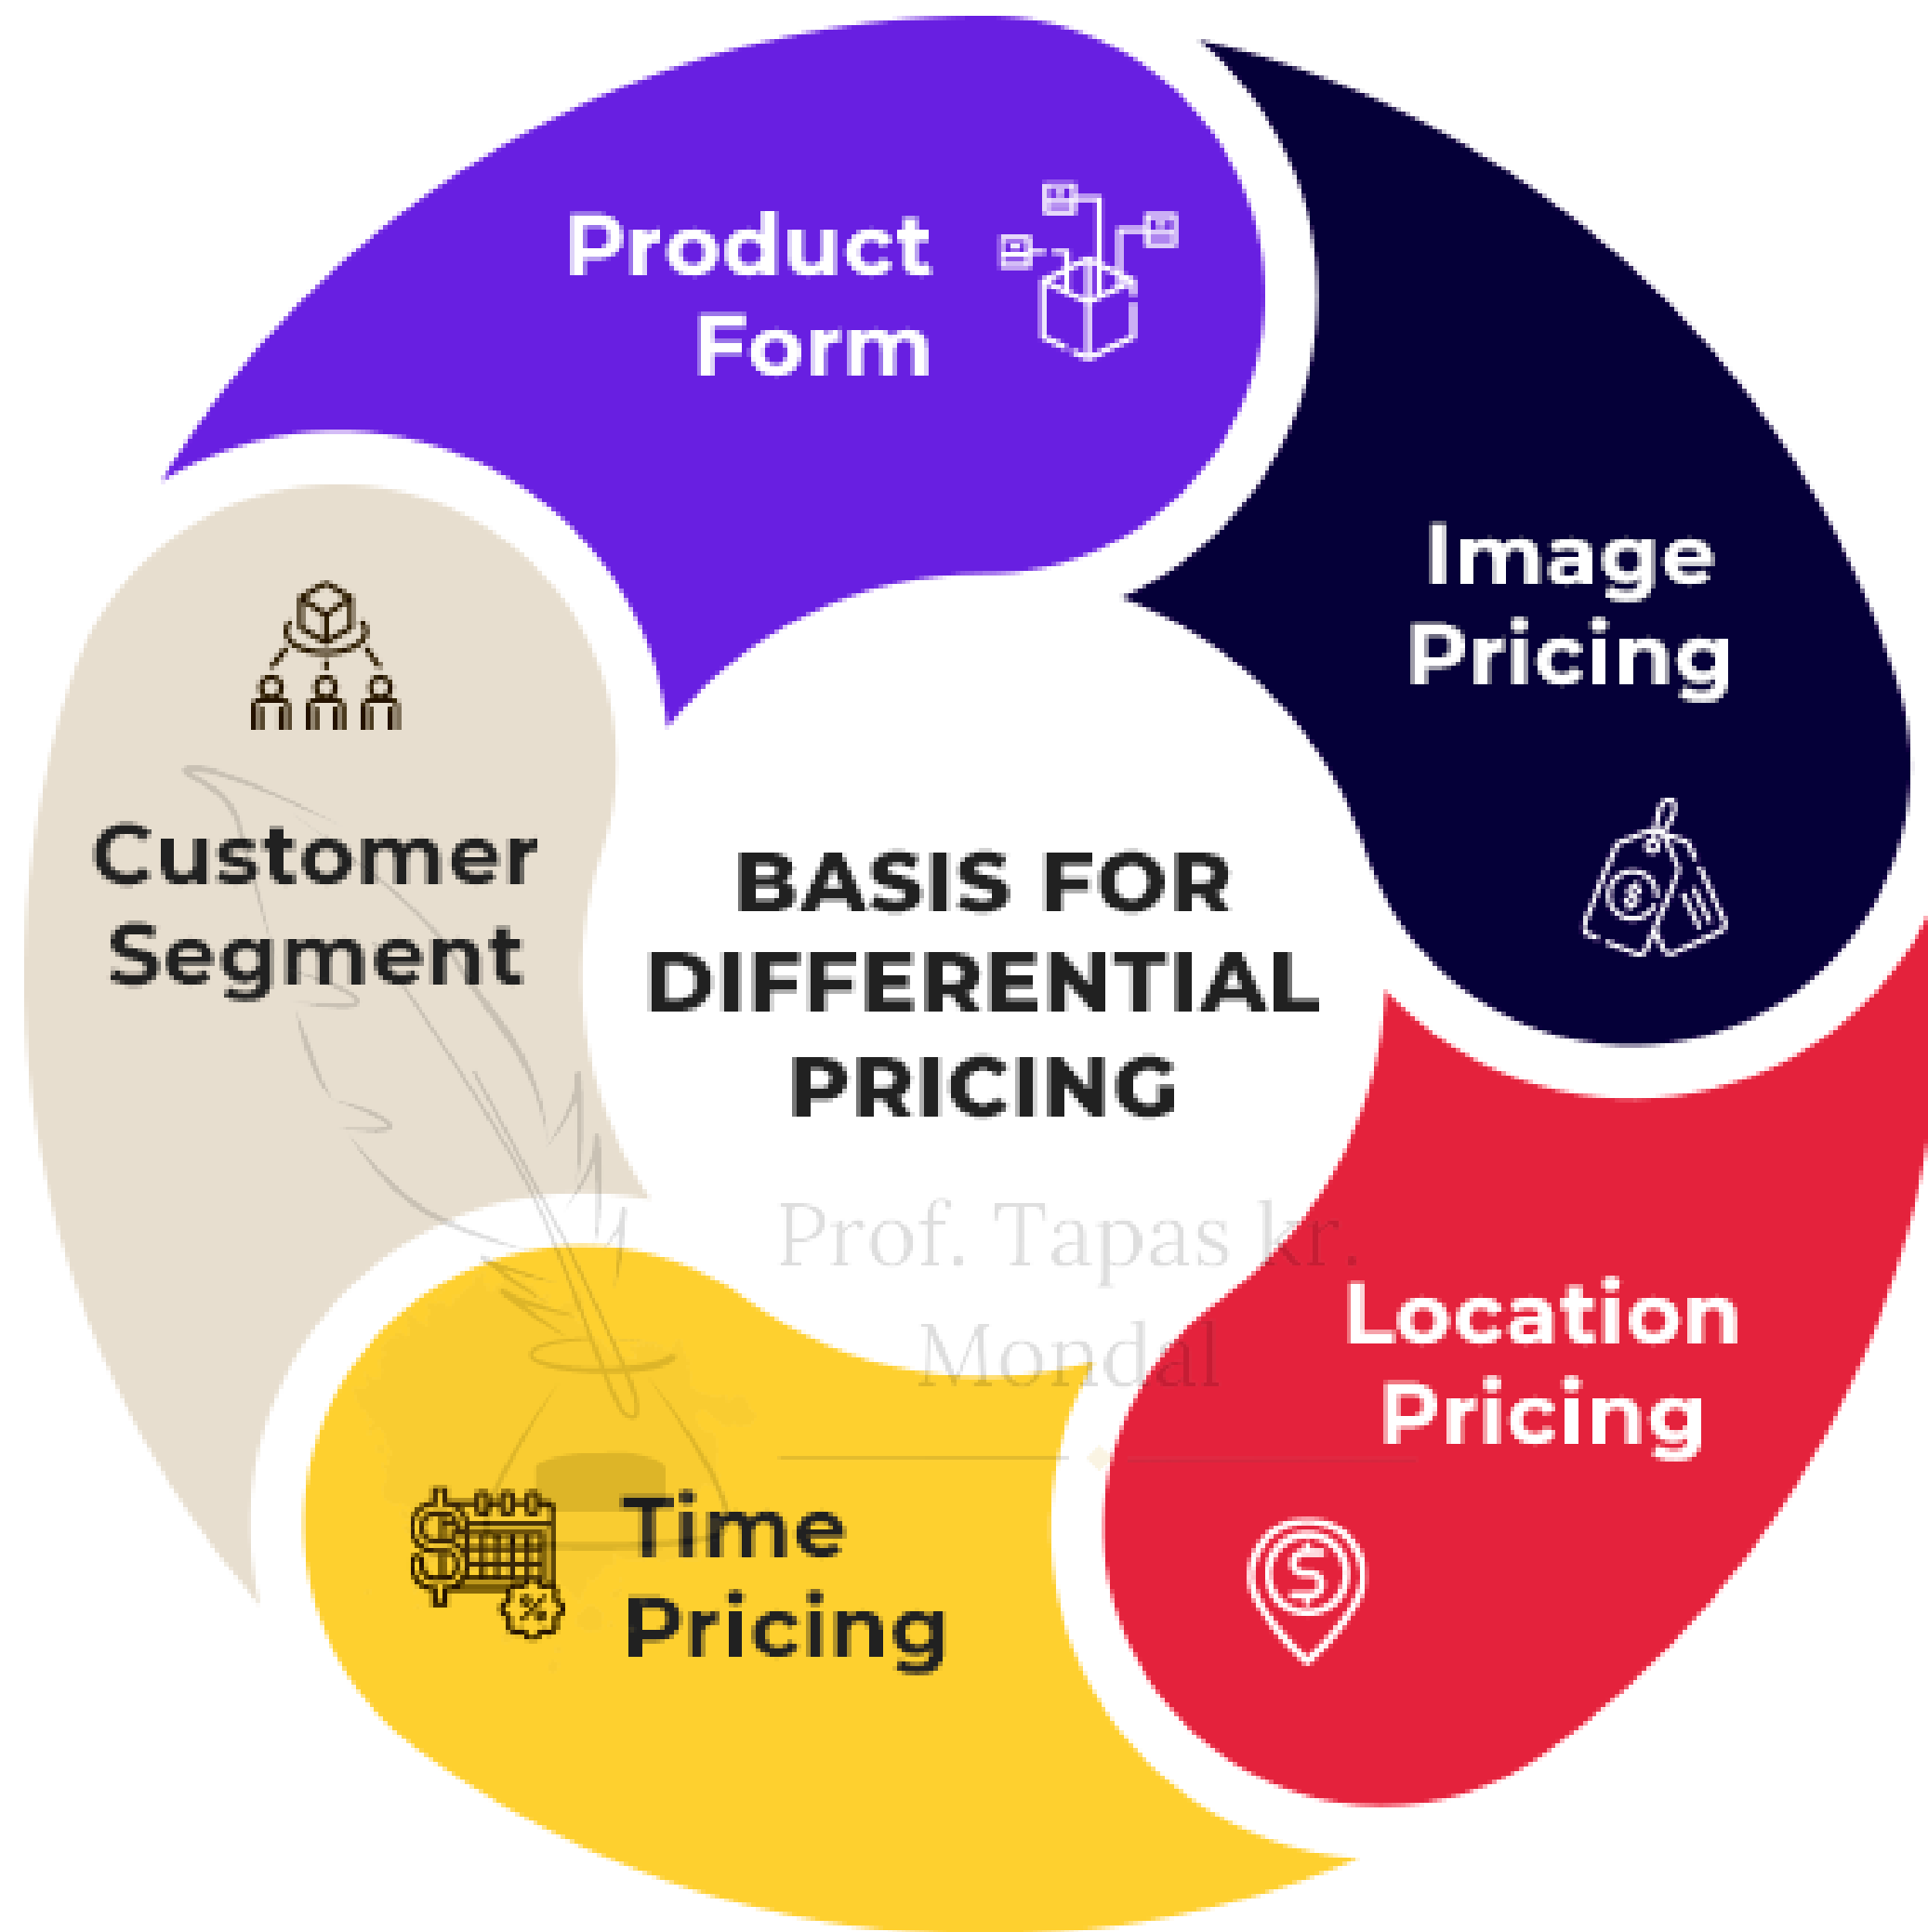 Product
Form
Image
Pricing
Customer
Segment
BASIS FOR
DIFFERENTIAL
PRICING
Prof. Tapas kr.
Mondal
Location
Pricing
Time
Pricing